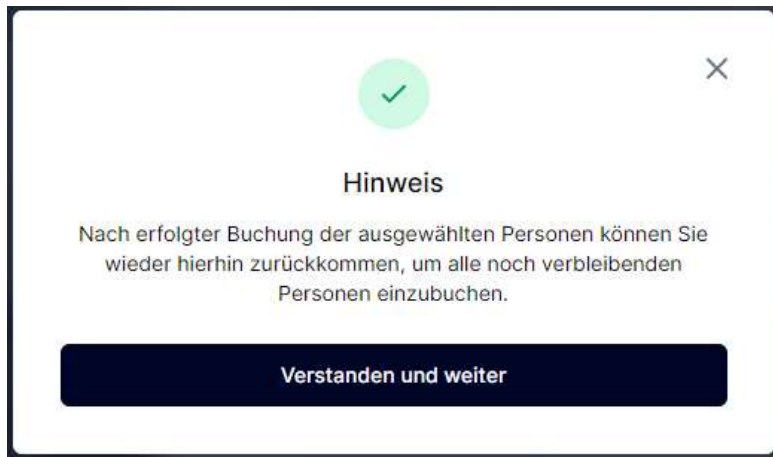 Hinweis
Nach erfolgter Buchung der ausgewählten Personen können Sie
wieder hierhin zurückkommen, um alle noch verbleibenden
Personen einzubuchen.
Verstanden und weiter